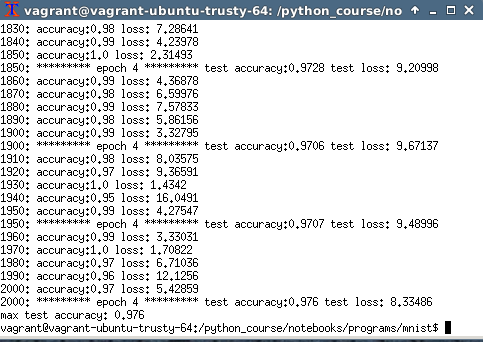 vagrant@vagrant-ubuntu-trusty-64: /python_course/no
1830: accuracy:0.98 loss: 7.28641
1840: accuracy:0.99 loss: 4.23978
1850: accuracy:1.0 loss: 2.31493
1850: ********* epoch 4 ********* test accuracy:0.9728 test loss: 9.20998
1860: accuracy:0.99 loss: 4.36878
1870: accuracy:0.98 loss: 6.59976
1880: accuracy:0.99 loss: 7.57833
1890: accuracy:0.98 loss: 5.86156
1900: accuracy:0.99 loss: 3.32795
1900: ********* epoch 4 ********* test accuracy:0.9706 test loss: 9.67137
1910: accuracy:0.98 loss: 8.03575
1920: accuracy:0.97 loss: 9.36591
1930: accuracy:1.0 loss: 1.4342
1940: accuracy:0.95 loss: 16.0491
1950: accuracy:0.99 loss: 4.27547
1950: ********* epoch 4 ********* test accuracy:0.9707 test loss: 9.48996
1960: accuracy:0.99 loss: 3.33031
1970: accuracy:1.0 loss: 1.70822
1980: accuracy:0.97 loss: 6.71036
1990: accuracy:0.96 loss: 12.1256
2000: accuracy:0.97 loss: 5.42859
2000: ********* epoch 4 ********* test accuracy:0.976 test loss: 8.33486
max test accuracy: 0.976
vagrant@vagrant-ubuntu-trusty-64:/python_course/notebooks/programs/mnist$